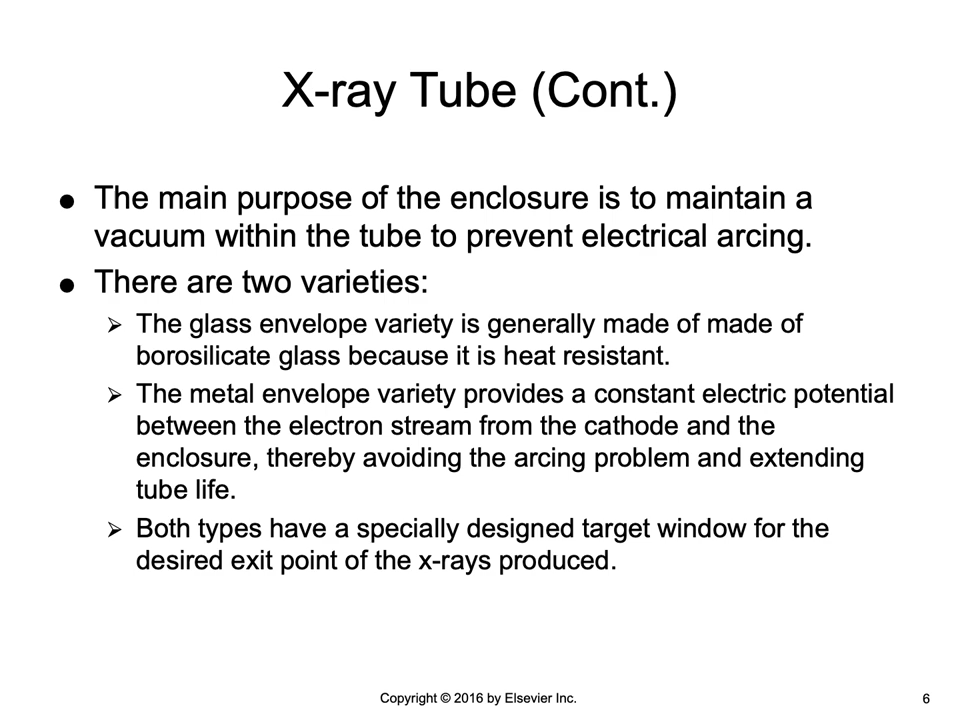 X-ray Tube (Cont.)
● The main purpose of the enclosure is to maintain a
vacuum within the tube to prevent electrical arcing.
● There are two varieties:
➢ The glass envelope variety is generally made of made of
borosilicate glass because it is heat resistant.
➢ The metal envelope variety provides a constant electric potential
between the electron stream from the cathode and the
enclosure, thereby avoiding the arcing problem and extending
tube life.
➢ Both types have a specially designed target window for the
desired exit point of the x-rays produced.
Copyright © 2016 by Elsevier Inc.
6